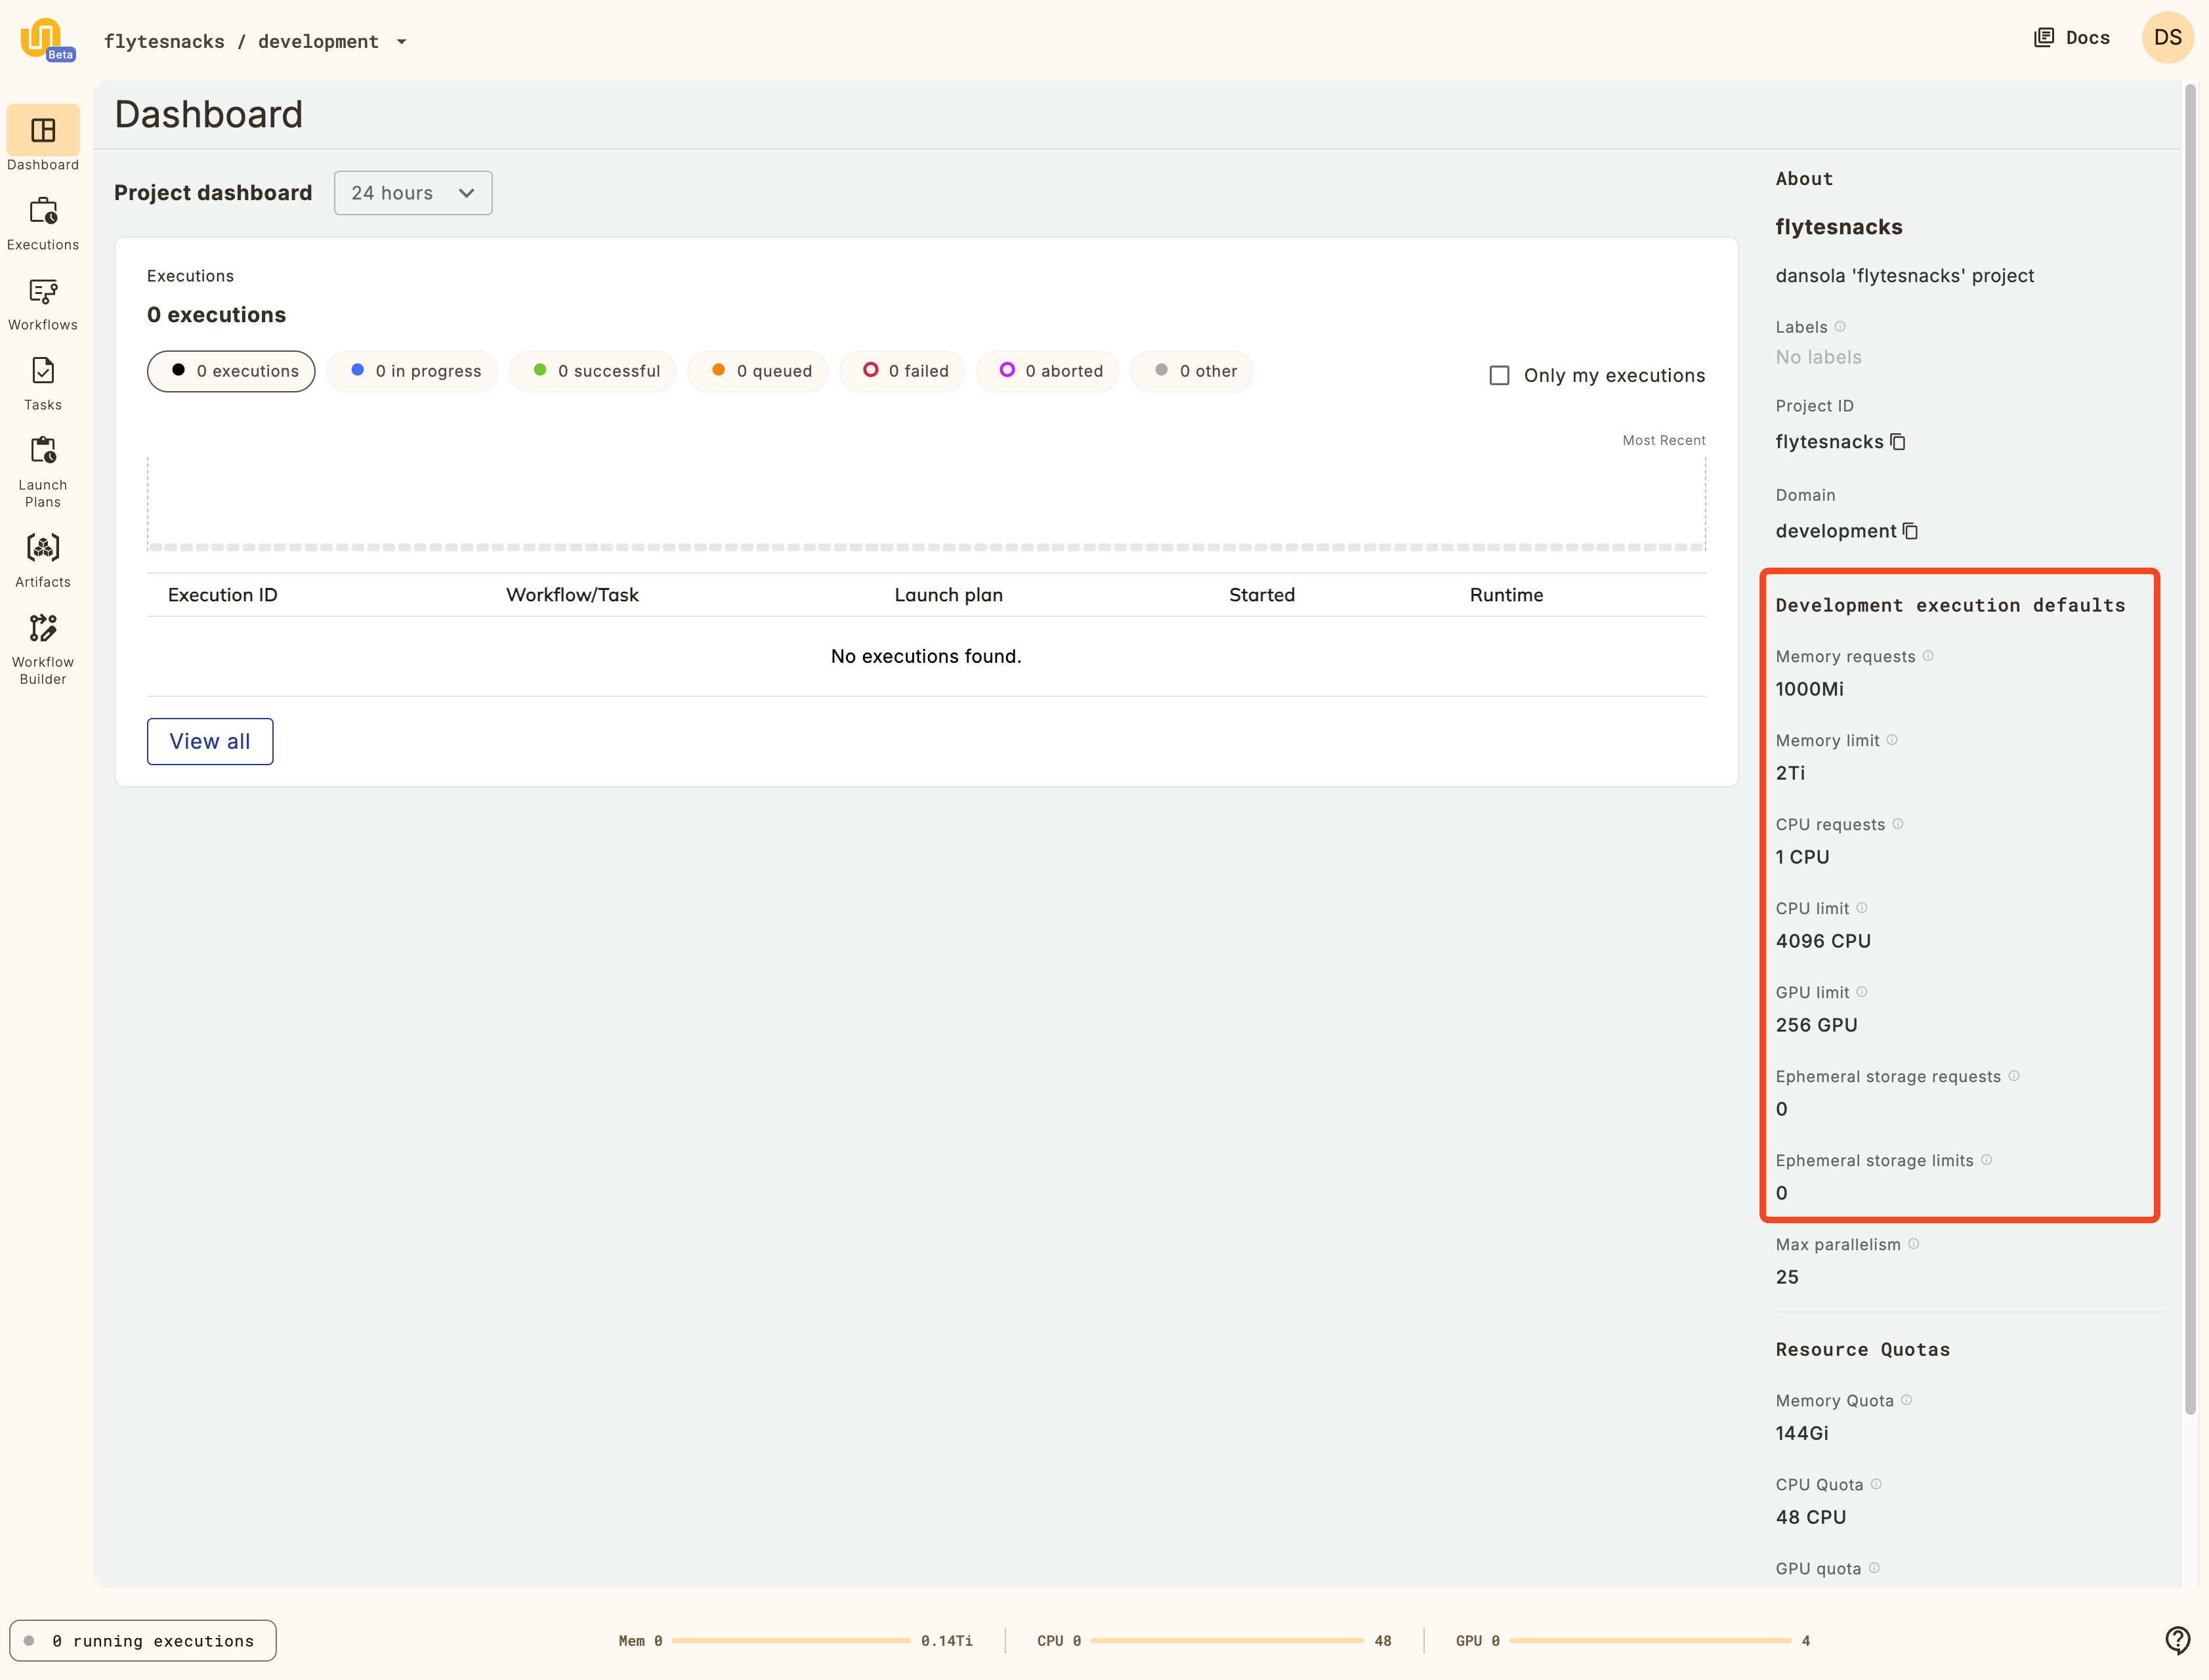 Beta
flytesnacks / development
Docs
DS
Dashboard
Executions
Workflows
Tasks
Launch
Plans
Artifacts
Workflow
Builder
Dashboard
Project dashboard
24 hours
Executions
0 executions
0 executions
0 in progress
0 successful
0 queued
0 failed
0 aborted
0 other
Only my executions
Most Recent
Execution ID Workflow/Task Launch plan Started Runtime
No executions found.
View all
About
flytesnacks
dansola 'flytesnacks' project
Labels
No labels
Project ID
flytesnacks
Domain
development
Development execution defaults
Memory requests
1000Mi
Memory limit
2Ti
CPU requests
1 CPU
CPU limit
4096 CPU
GPU limit
256 GPU
Ephemeral storage requests
0
Ephemeral storage limits
0
Max parallelism
25
Resource Quotas
Memory Quota
144Gi
CPU Quota
48 CPU
GPU quota
0 running executions
Mem 0 0.14Ti
CPU 0 48
GPU 0 4